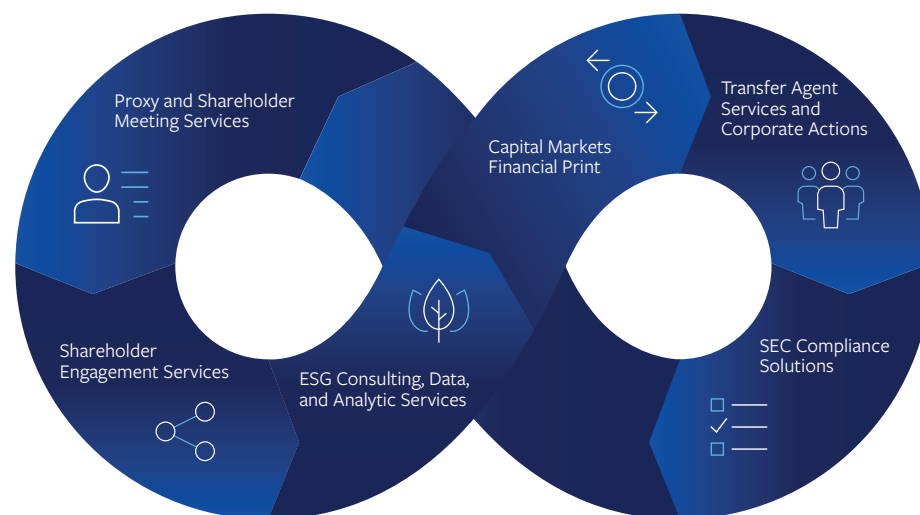 Proxy and Shareholder
Meeting Services
Capital Markets
Financial Print
Transfer Agent
Services and
Corporate Actions
Shareholder
Engagement Services
ESG Consulting, Data,
and Analytic Services
SEC Compliance
Solutions